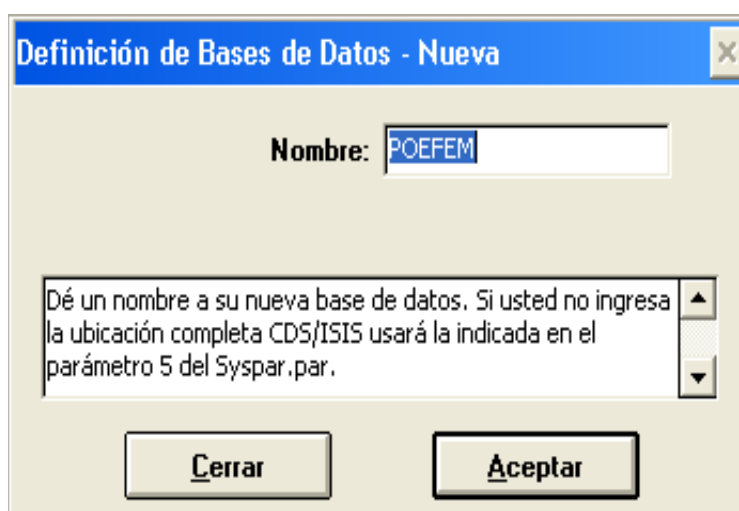 Definición de Bases de Datos - Nueva
Nombre: POEFEM
Dé un nombre a su nueva base de datos. Si usted no ingresa
la ubicación completa CDS/ISIS usará la indicada en el
parámetro 5 del Syspar.par.
Cerrar Aceptar